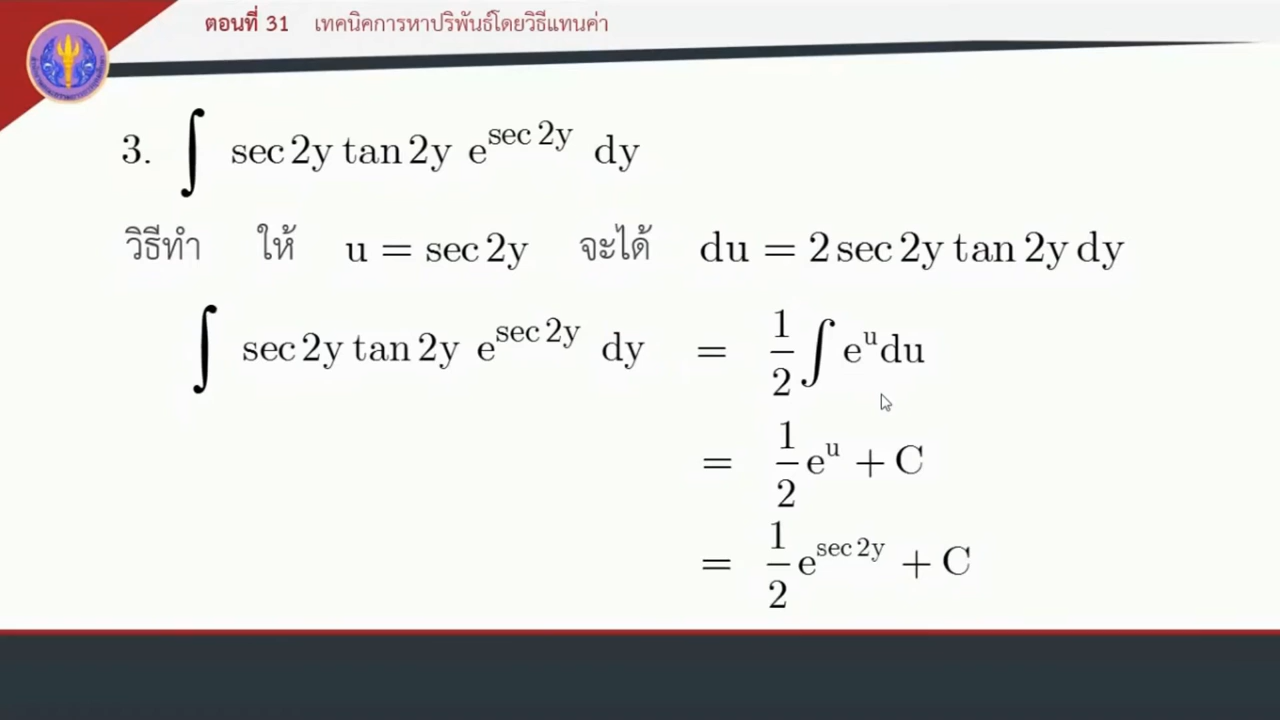 ตอนที่ 31 เทคนิคการหาปริพันธ์โดยวิธีแทนค่า
3. ∫ sec 2y tan 2y e^{sec 2y} dy
วิธีทำ ให้ u = sec 2y จะได้ du = 2 sec 2y tan 2y dy
∫ sec 2y tan 2y e^{sec 2y} dy = \frac{1}{2} ∫ e^{u} du
= \frac{1}{2} e^{u} + C
= \frac{1}{2} e^{sec 2y} + C